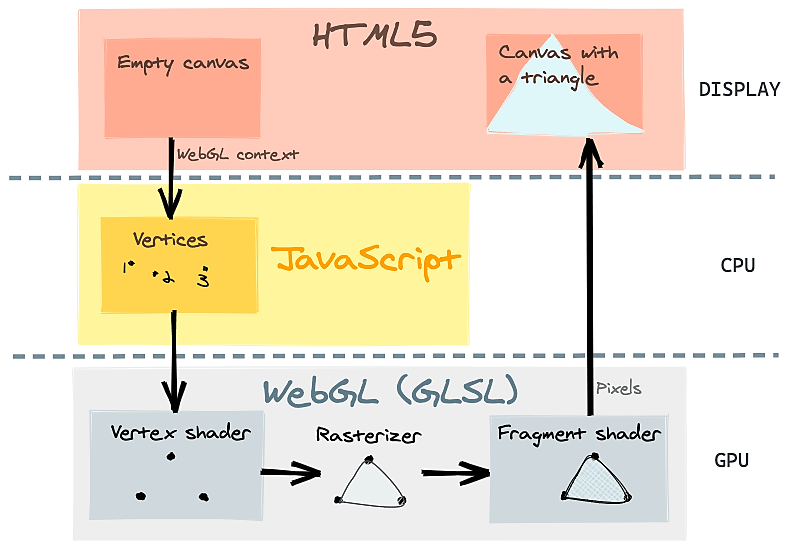 HTML5
Empty canvas
Canvas with
a triangle
DISPLAY
WebGL context
Vertices
1 2 3
JavaScript
CPU
WebGL (GLSL)
Pixels
Vertex shader
Rasterizer
Fragment shader
GPU